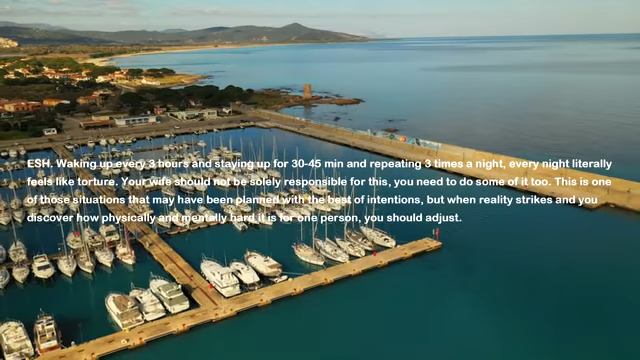 ESH. Waking up every 3 hours and staying up for 30-45 min and repeating 3 times a night, every night literally
feels like torture. Your wife should not be solely responsible for this, you need to do some of it too. This is one
of those situations that may have been planned with the best of intentions, but when reality strikes and you
discover how physically and mentally hard it is for one person, you should adjust.